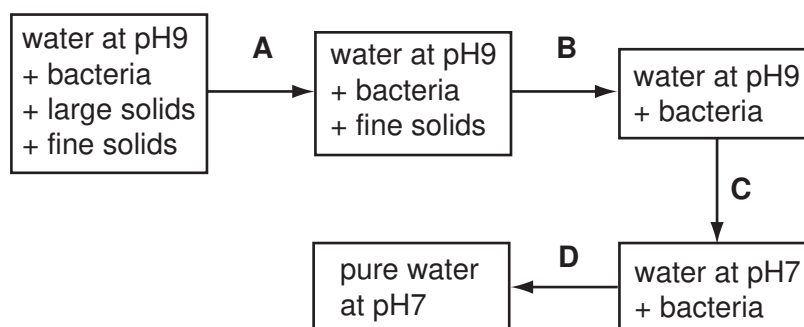 water at pH9
+ bacteria
+ large solids
+ fine solids
A
water at pH9
+ bacteria
+ fine solids
B
water at pH9
+ bacteria
C
water at pH7
+ bacteria
D
pure water
at pH7